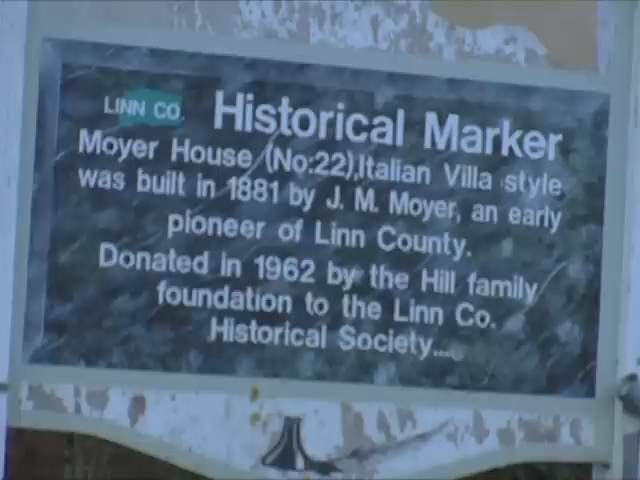 LINN CO. Historical Marker
Moyer House (No:22),Italian Villa style
was built in 1881 by J. M. Moyer, an early
pioneer of Linn County.
Donated in 1962 by the Hill family
foundation to the Linn Co.
Historical Society...